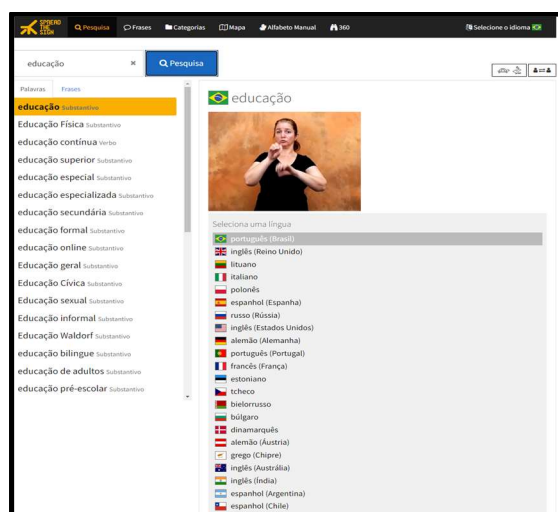 SPREAD THE SIGN
Pesquisa
Frases
Categorias
Mapa
Alfabeto Manual
360
Selecione o idioma
educação
Pesquisa
Palavras
Frases
educação Substantivo
Educação Física Substantivo
educação contínua Verbo
educação superior Substantivo
educação especial Substantivo
educação especializada Substantivo
educação secundária Substantivo
educação formal Substantivo
educação online Substantivo
Educação geral Substantivo
Educação Cívica Substantivo
Educação sexual Substantivo
Educação informal Substantivo
Educação Waldorf Substantivo
educação bilingue Substantivo
educação de adultos Substantivo
educação pré-escolar Substantivo
educação
Seleciona uma língua
português (Brasil)
inglês (Reino Unido)
lituano
italiano
polonês
espanhol (Espanha)
russo (Rússia)
inglês (Estados Unidos)
alemão (Alemanha)
português (Portugal)
francês (França)
estoniano
tcheco
bielorrusso
búlgaro
dinamarquês
alemão (Áustria)
grego (Chipre)
inglês (Austrália)
inglês (Índia)
espanhol (Argentina)
espanhol (Chile)